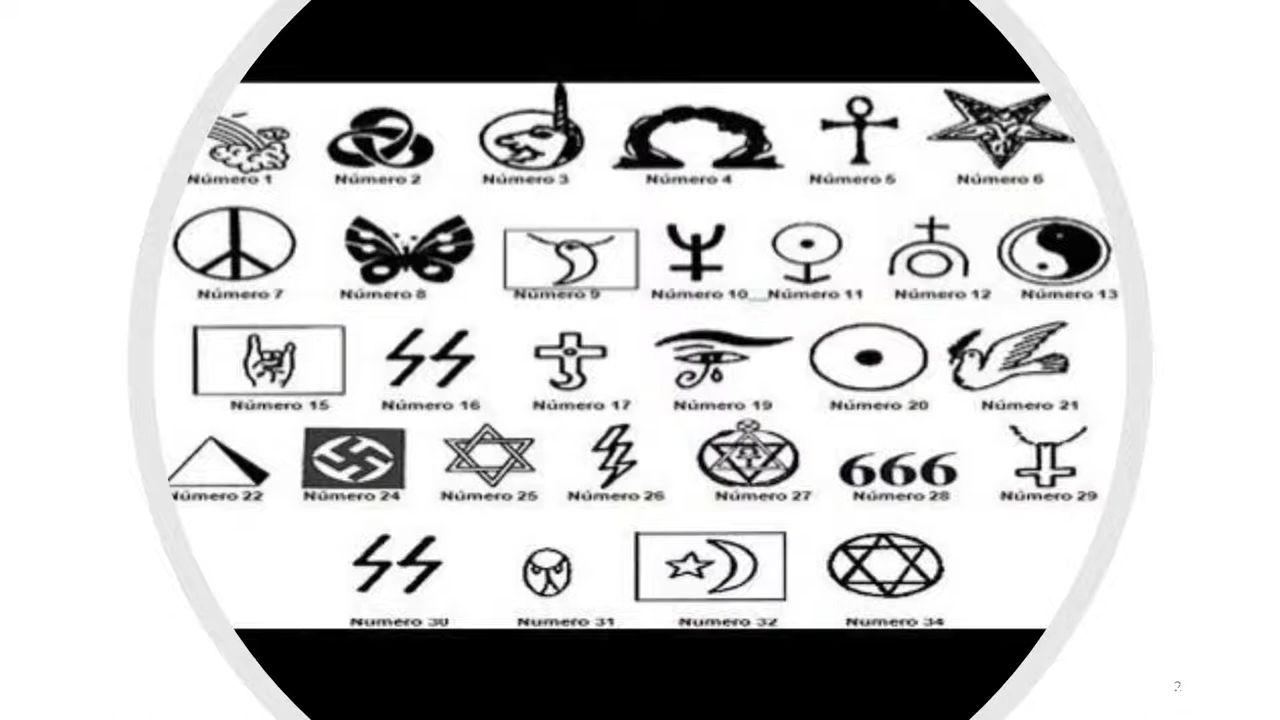 Número 1 Número 2 Número 3 Número 4 Número 5 Número 6
Número 7 Número 8 Número 9 Número 10 Número 11 Número 12 Número 13
Número 15 Número 16 Número 17 Número 19 Número 20 Número 21
666
Número 22 Número 24 Número 25 Número 26 Número 27 Número 28 Número 29
Numero 30 Numero 31 Numero 32 Numero 34
2